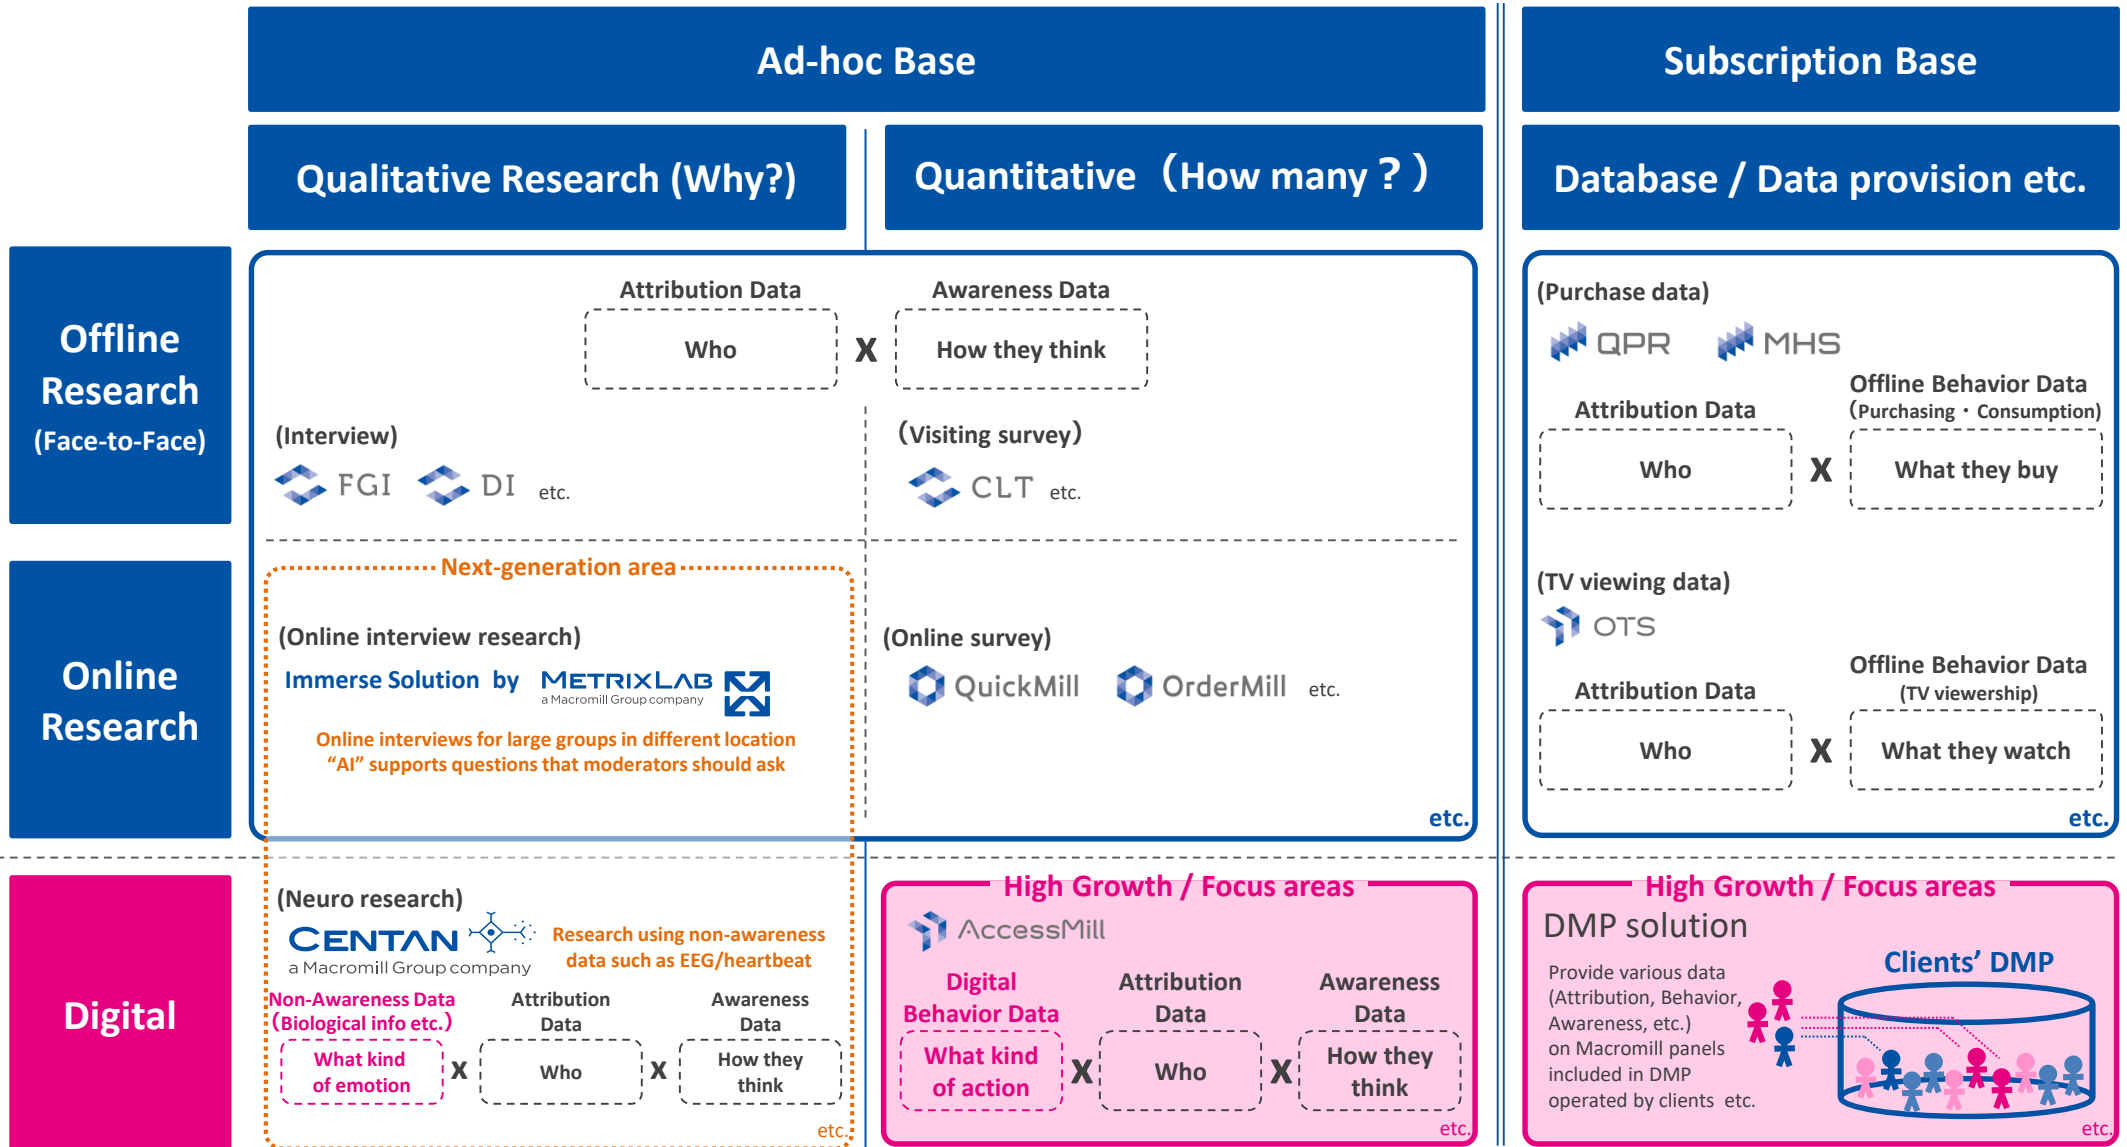 Ad-hoc Base
Subscription Base
Qualitative Research (Why?)
Quantitative（How many？）
Database / Data provision etc.
Offline
Research
(Face-to-Face)
Attribution Data
Awareness Data
Who
X
How they think
(Interview)
FGI
DI
etc.
（Visiting survey）
CLT
etc.
(Purchase data)
QPR
MHS
Attribution Data
Offline Behavior Data
（Purchasing・Consumption)
Who
X
What they buy
Online
Research
Next-generation area
(Online interview research)
Immerse Solution by
METRIXLAB
a Macromill Group company
Online interviews for large groups in different location
“AI” supports questions that moderators should ask
(Online survey)
QuickMill
OrderMill
etc.
etc.
(TV viewing data)
OTS
Attribution Data
Offline Behavior Data
(TV viewership)
Who
X
What they watch
etc.
Digital
(Neuro research)
CENTAN
a Macromill Group company
Research using non-awareness
data such as EEG/heartbeat
Non-Awareness Data
（Biological info etc.)
Attribution
Data
Awareness
Data
What kind
of emotion
X
Who
X
How they
think
etc.
High Growth / Focus areas
AccessMill
Digital
Behavior Data
Attribution
Data
Awareness
Data
What kind
of action
X
Who
X
How they
think
etc.
High Growth / Focus areas
DMP solution
Provide various data
(Attribution, Behavior,
Awareness, etc.)
on Macromill panels
included in DMP
operated by clients etc.
Clients’ DMP
etc.